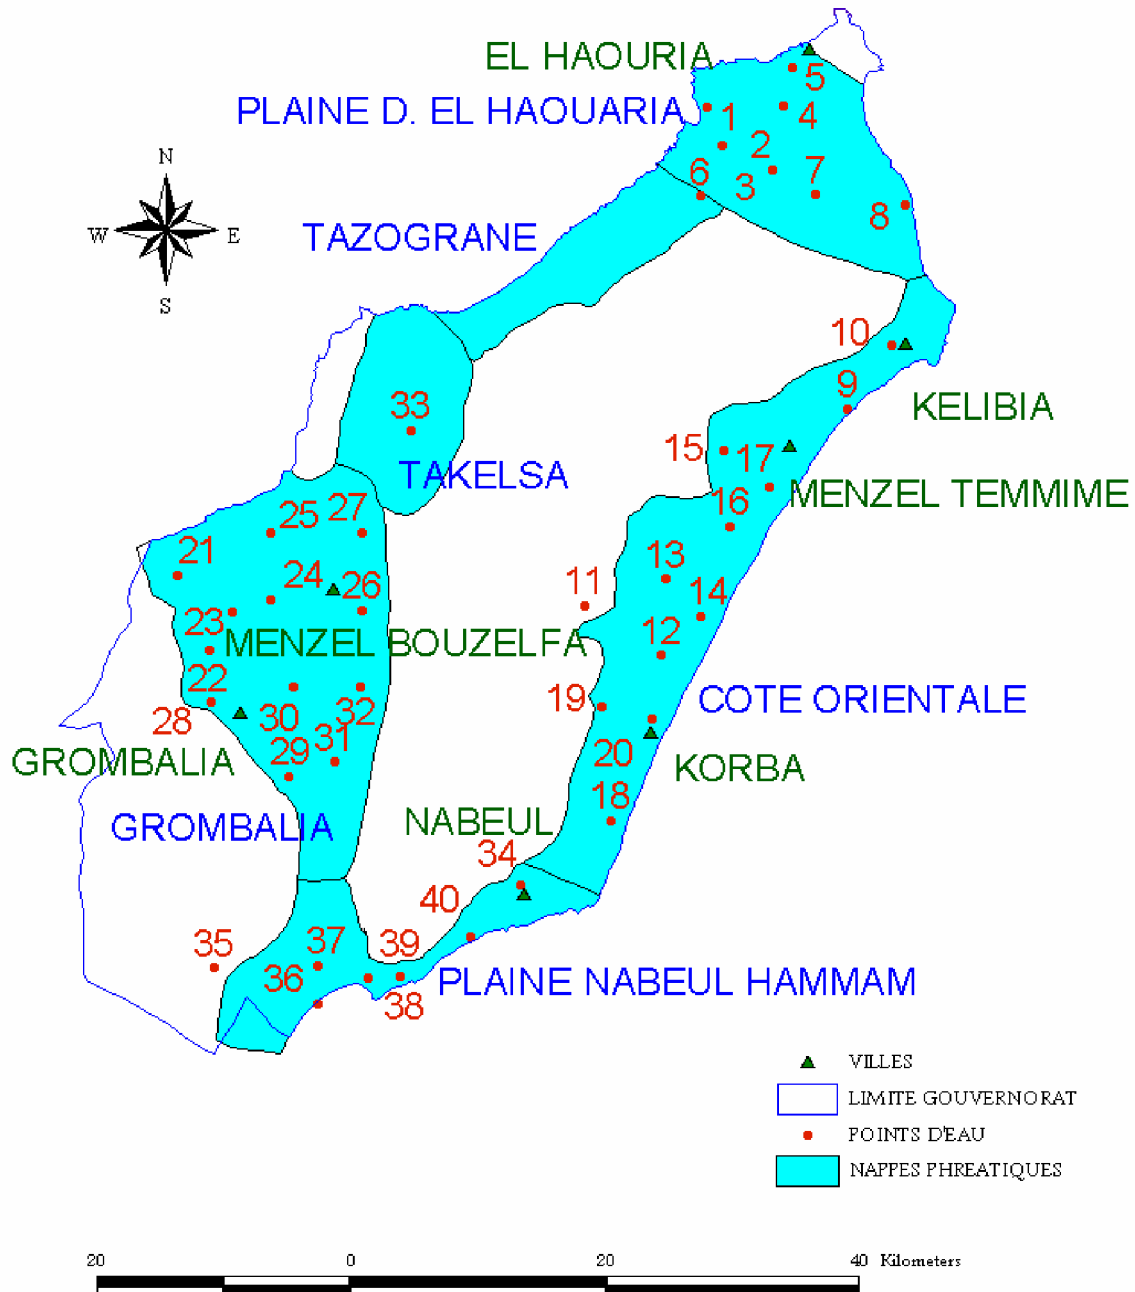 EL HAOURIA
5
PLAINE D. EL HAOUARIA
1
4
2
N
6
3
7
8
W
E
TAZOGRANE
S
10
9
33
KELIBIA
15
17
TAKELSA
MENZEL TEMMIME
25
27
16
21
13
24
26
11
14
23
MENZEL BOUZELFA
12
22
19
COTE ORIENTALE
28
30
32
31
GROMBALIA
29
20
KORBA
18
GROMBALIA
NABEUL
34
40
35
37
39
36
PLAINE NABEUL HAMMAM
38
VILLES
LIMITE GOUVERNORAT
POINTS D'EAU
NAPPES PHREATIQUES
20 0 20 40 Kilometers